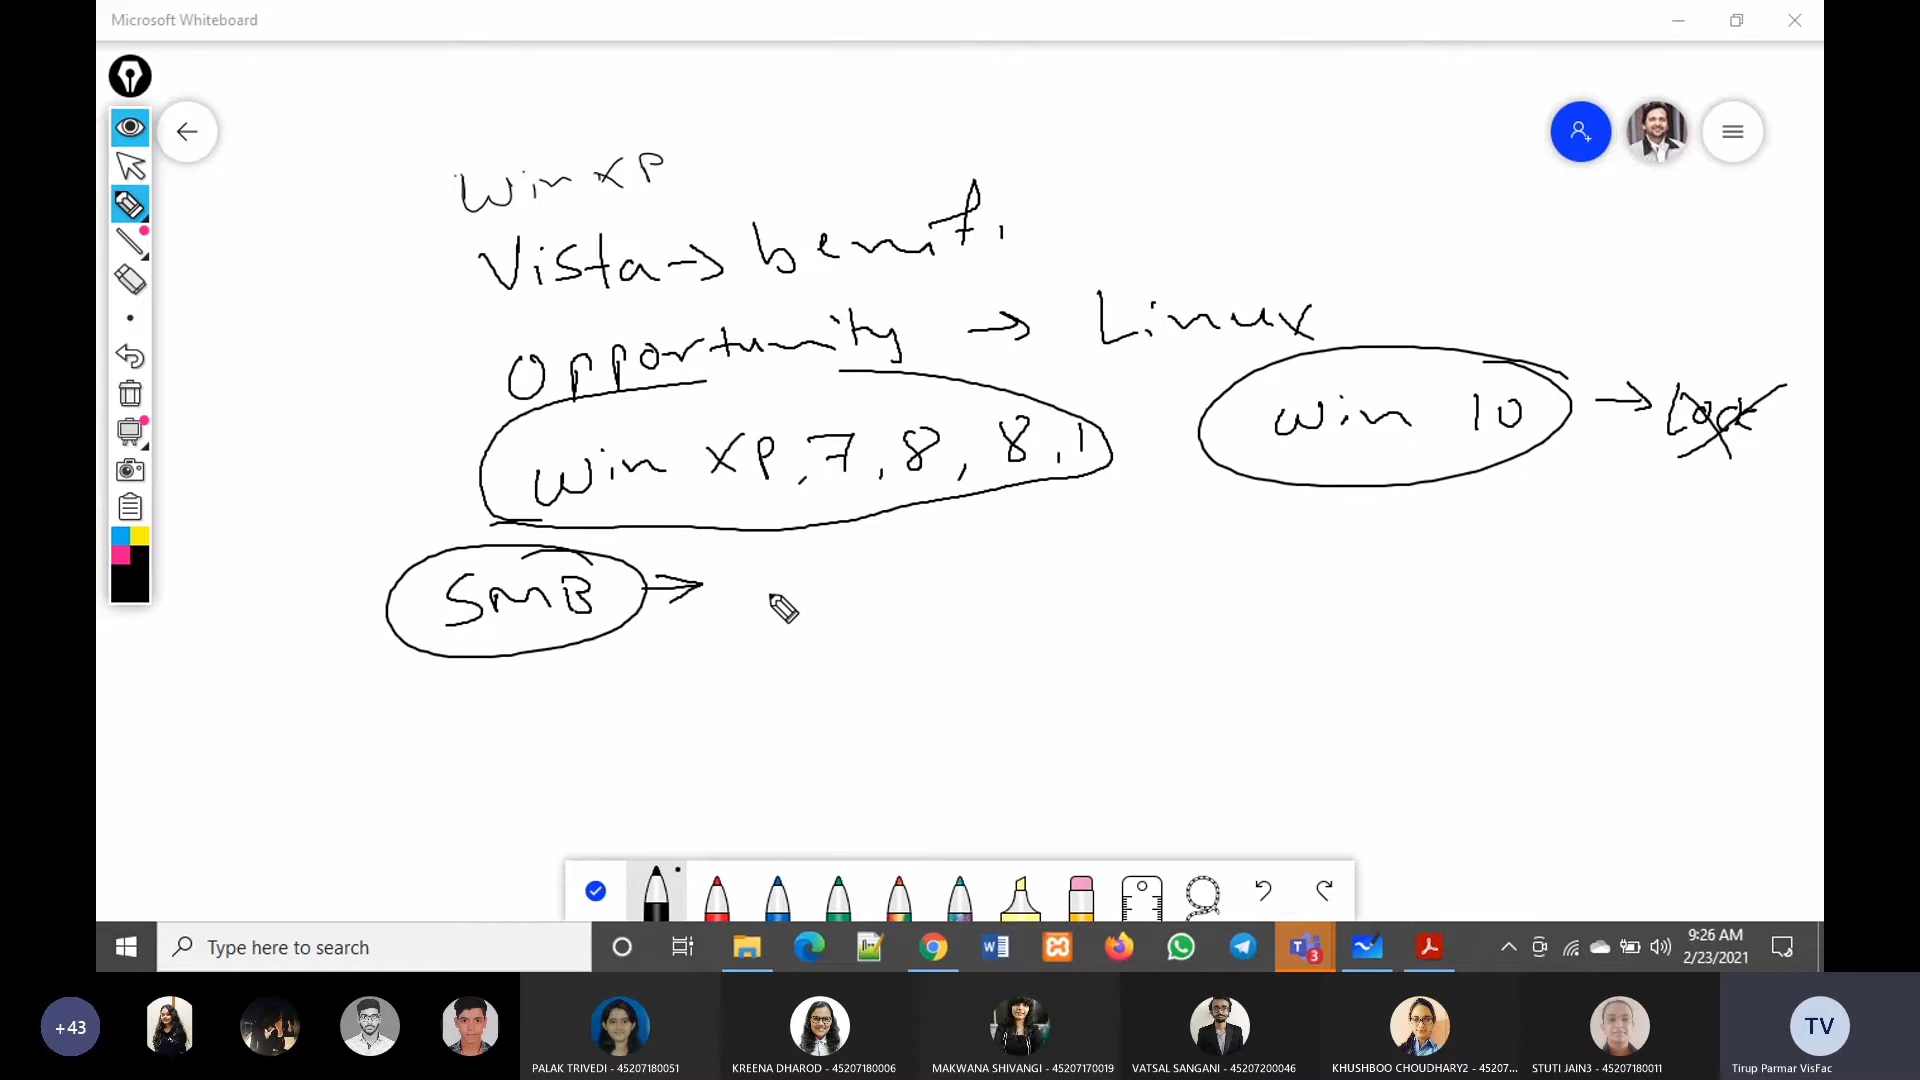 Microsoft Whiteboard
Win XP
Vista → benift.
Opportunity → Linux
Win XP, 7, 8, 8.1
Win 10 →
SMB →
Type here to search
9:26 AM
2/23/2021
3
+43
TV
PALAK TRIVEDI - 45207180051
KREENA DHAROD - 45207180006
MAKWANA SHIVANGI - 45207170019
VATSAL SANGANI - 45207200046
KHUSHBOO CHOUDHARY2 - 45207...
STUTI JAIN3 - 45207180011
Tirup Parmar VisFac